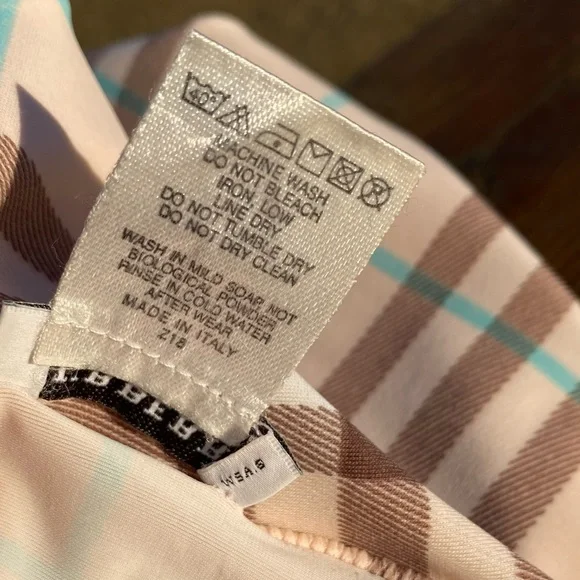 40°
MACHINE WASH
DO NOT BLEACH
IRON, LOW
LINE DRY
DO NOT TUMBLE DRY
DO NOT DRY CLEAN
WASH IN MILD SOAP NOT
BIOLOGICAL POWDER
RINSE IN COLD WATER
AFTER WEAR
MADE IN ITALY
Z18